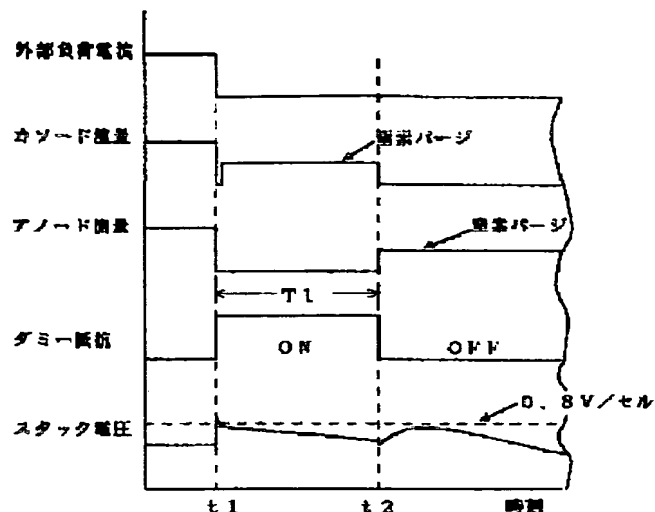 外部負荷電流
カソード流量
窒素パージ
アノード流量
窒素パージ
T1
ダミー抵抗
ON
OFF
0.8V/セル
スタック電圧
t1
t2
時刻